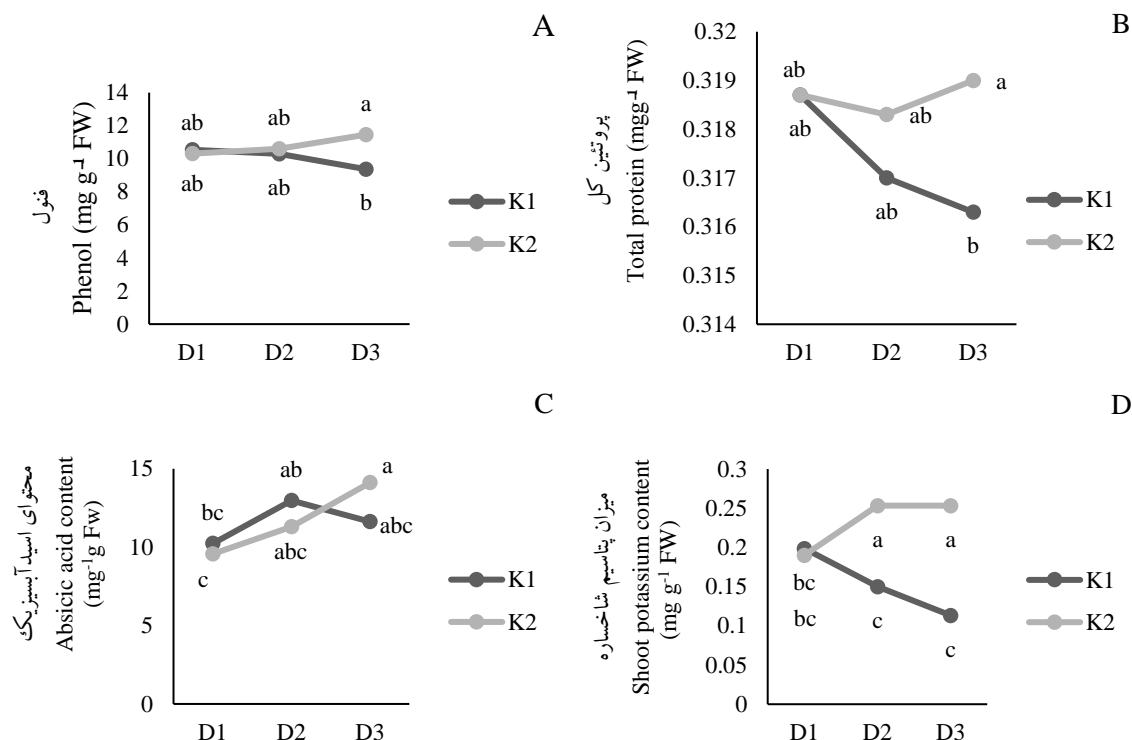 A
فنول
Phenol (mg g⁻¹ FW)
14
12
10
8
6
4
2
0
ab
ab
a
ab
ab
b
D1
D2
D3
K1
K2
B
پروتئین کل
Total protein (mgg⁻¹ FW)
0.32
0.319
0.318
0.317
0.316
0.315
0.314
ab
a
ab
ab
ab
b
D1
D2
D3
K1
K2
C
محتوای اسید آبسیزیک
Absicic acid content
(mg⁻¹g Fw)
15
10
5
0
bc
ab
a
c
abc
abc
D1
D2
D3
K1
K2
D
میزان پتاسیم شاخساره
Shoot potassium content
(mg g⁻¹ FW)
0.3
0.25
0.2
0.15
0.1
0.05
0
a
a
bc
bc
c
c
D1
D2
D3
K1
K2